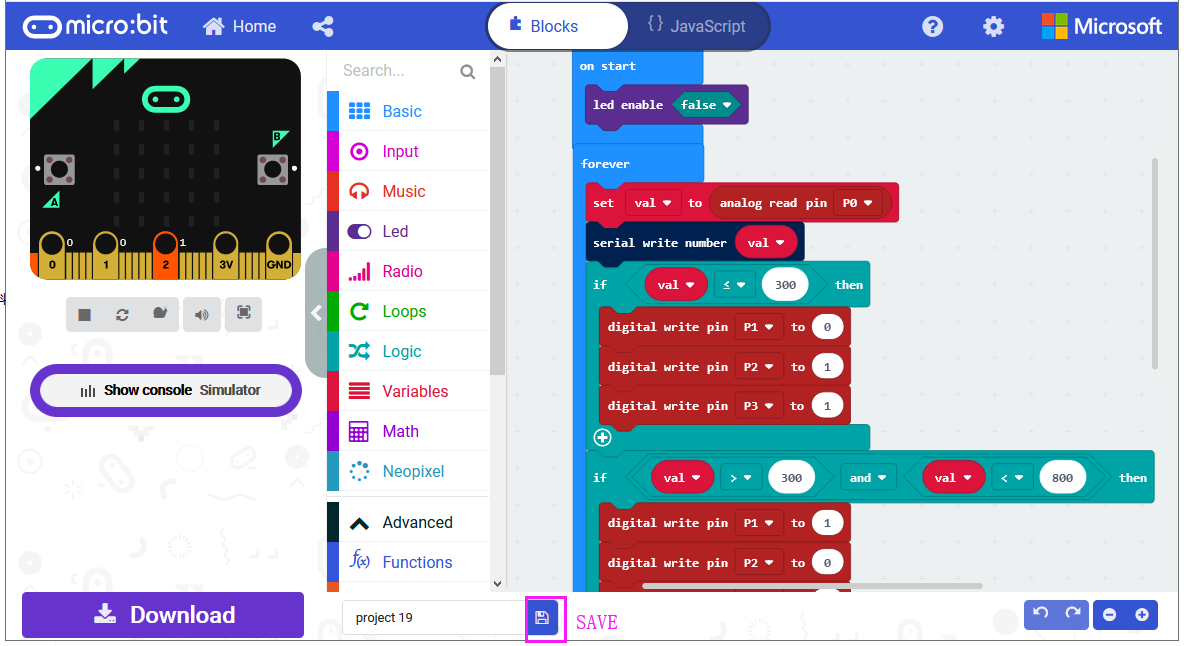 micro:bit Home Blocks {} JavaScript ? Microsoft
B
A
0 0 1
0 1 2 3V GND
Show console Simulator
Download
Search...
Basic
Input
Music
Led
Radio
Loops
Logic
Variables
Math
Neopixel
Advanced
f(x) Functions
on start
led enable false
forever
set val to analog read pin P0
serial write number val
if val ≤ 300 then
digital write pin P1 to 0
digital write pin P2 to 1
digital write pin P3 to 1
if val > 300 and val < 800 then
digital write pin P1 to 1
digital write pin P2 to 0
project 19
SAVE